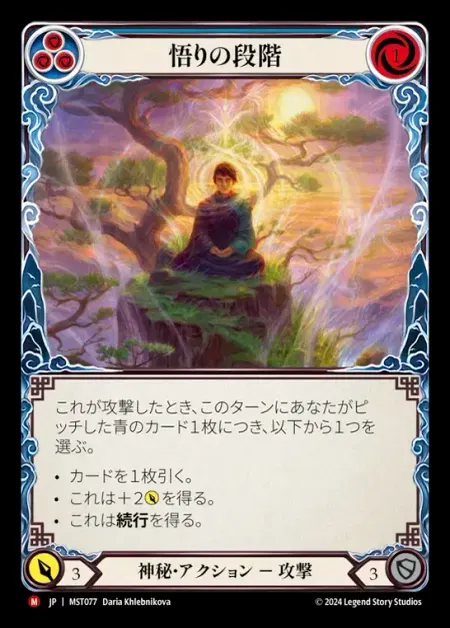 悟りの段階
1
これが攻撃したとき、このターンにあなたがピ
ッチした青のカード1枚につき、以下から1つを
選ぶ。
• カードを1枚引く。
• これは+2を得る。
• これは続行を得る。
3
神秘・アクション − 攻撃
3
M JP | MST077 Daria Khlebnikova
© 2024 Legend Story Studios